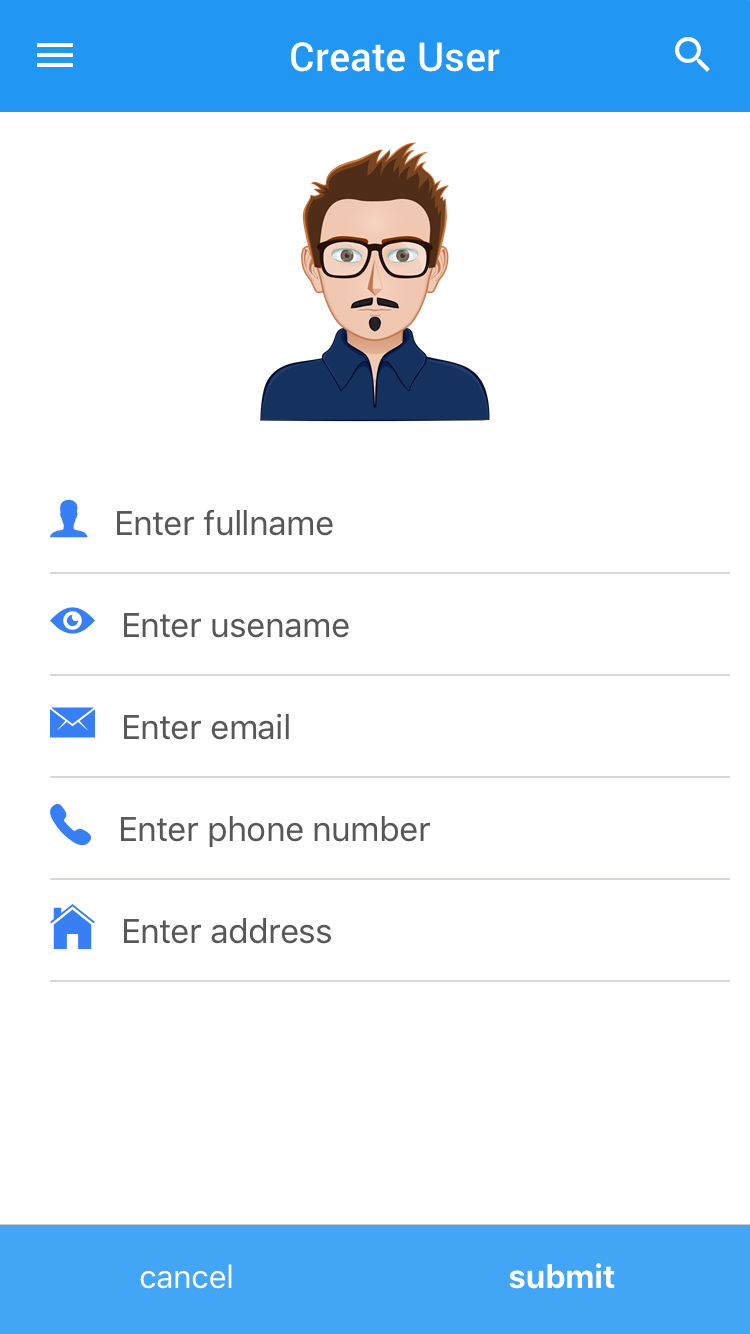 Create User
Enter fullname
Enter usename
Enter email
Enter phone number
Enter address
cancel submit